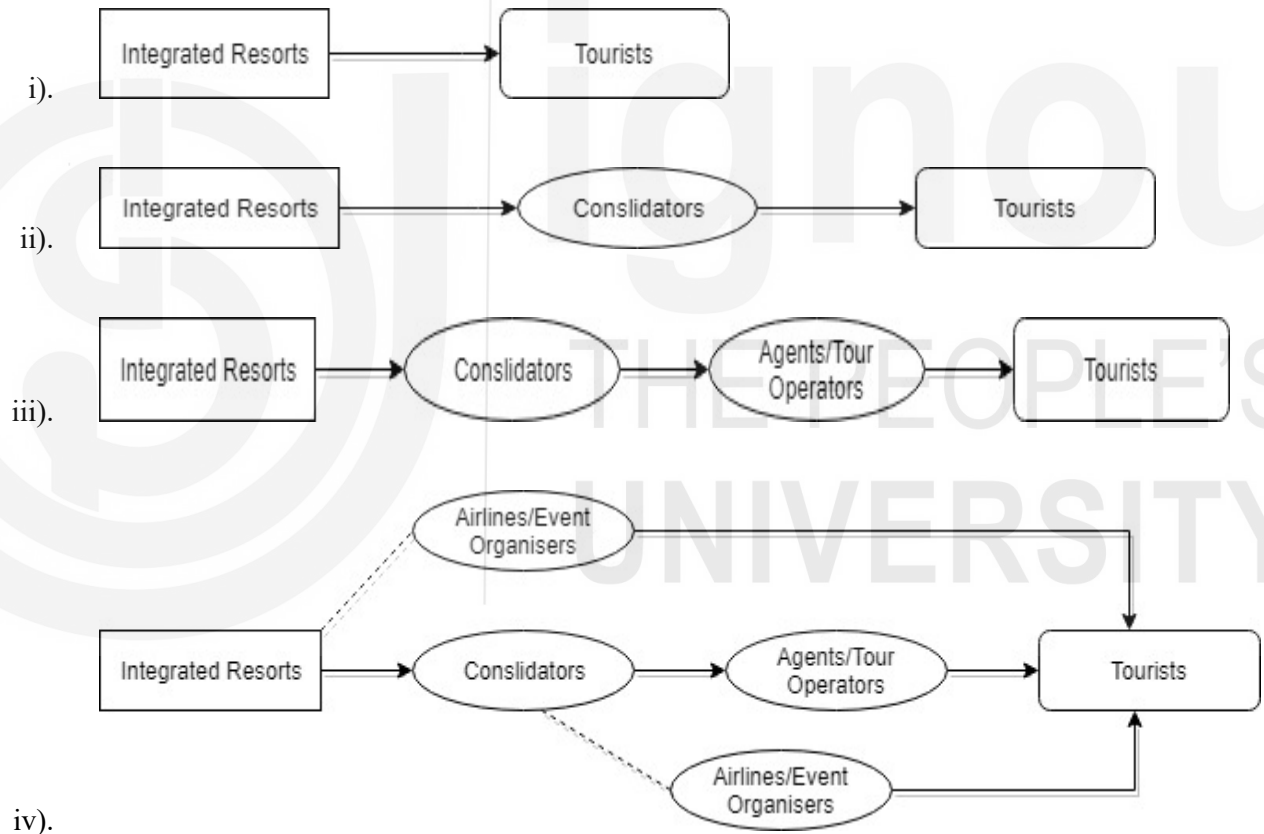 Integrated Resorts
Tourists
i).
Integrated Resorts
Conslidators
Tourists
ii).
Integrated Resorts
Conslidators
Agents/Tour
Operators
Tourists
iii).
Airlines/Event
Organisers
Integrated Resorts
Conslidators
Agents/Tour
Operators
Tourists
Airlines/Event
Organisers
iv).
ignou
THE PEOPLE'S
UNIVERSITY